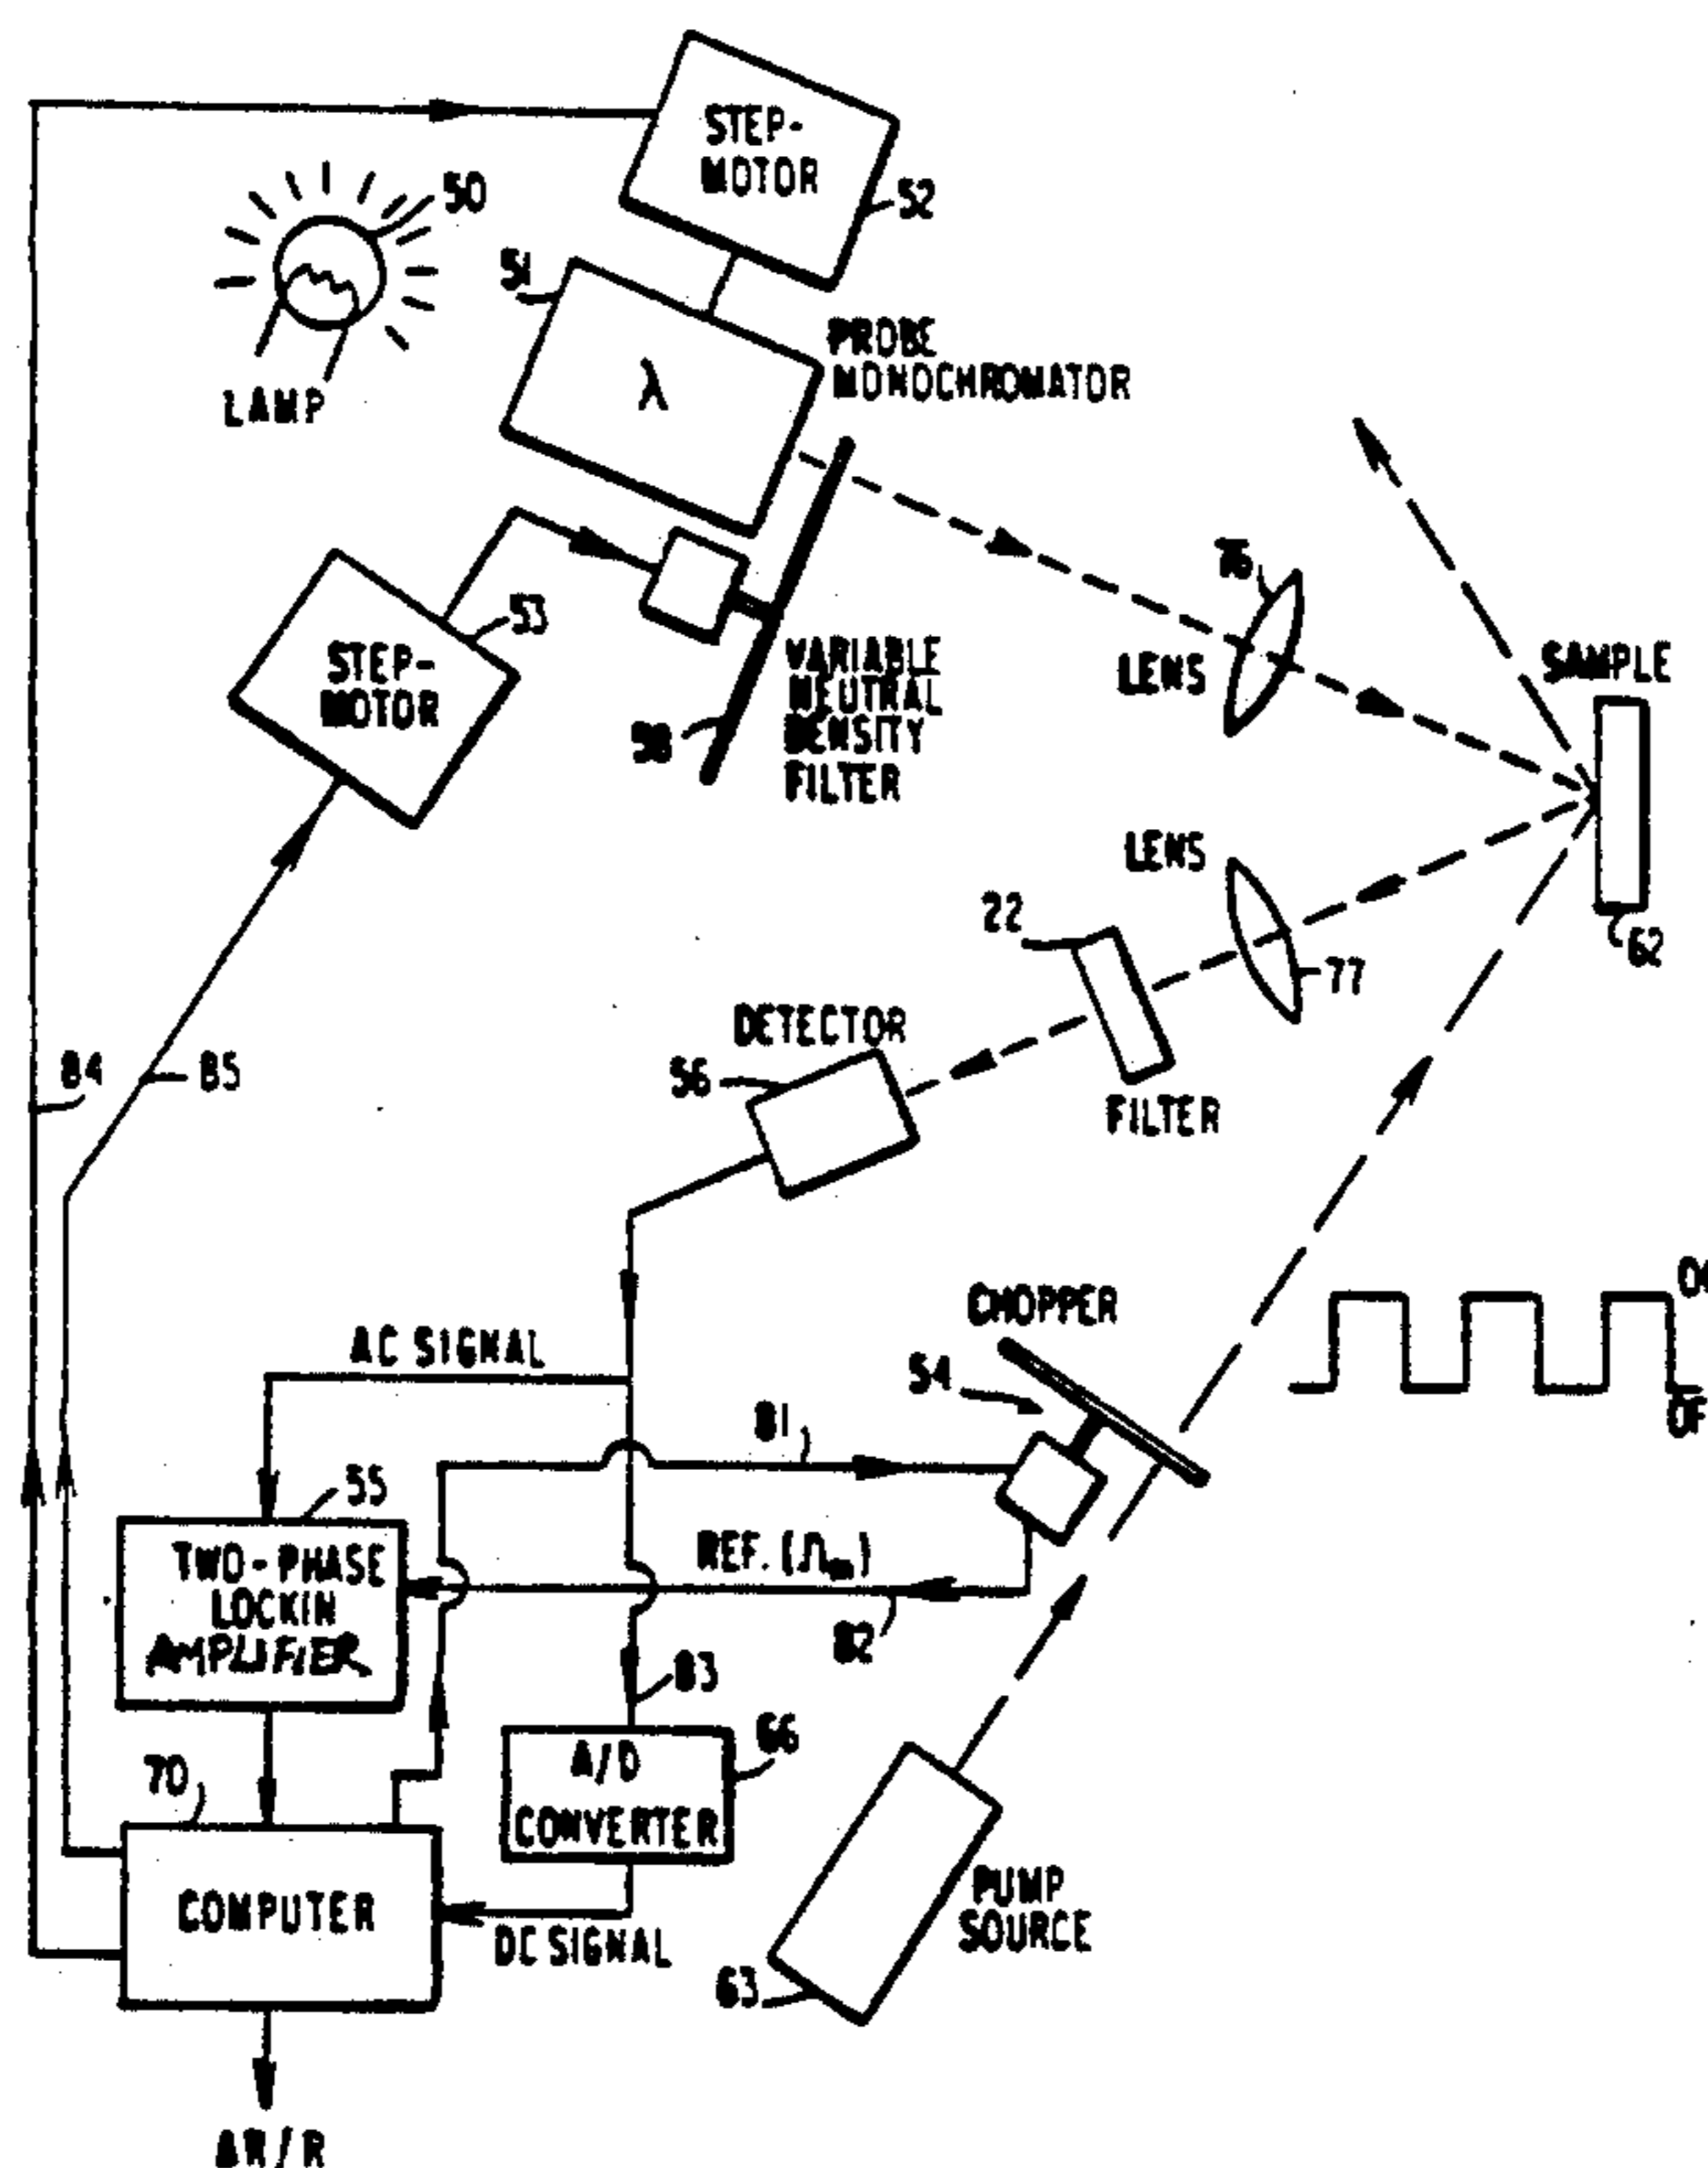 STEP-
MOTOR
52
50
LAMP
51
λ
PROBE
MONOCHROMATOR
STEP-
MOTOR
53
VARIABLE
NEUTRAL
DENSITY
FILTER
76
LENS
SAMPLE
62
LENS
77
22
FILTER
DETECTOR
56
84
85
AC SIGNAL
CHOPPER
54
81
55
TWO-PHASE
LOCKIN
AMPLIFIER
REF. (Ωm)
82
83
A/D
CONVERTER
66
70
COMPUTER
DC SIGNAL
PUMP
SOURCE
63